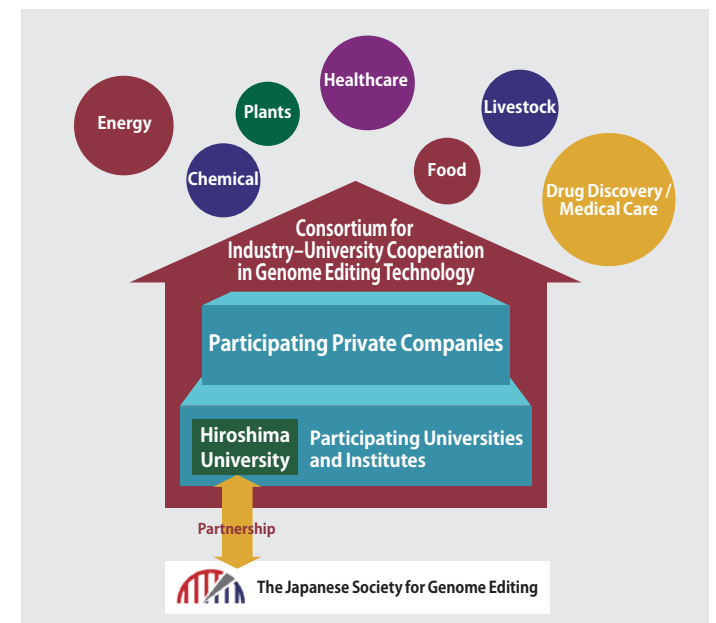 Healthcare
Energy
Plants
Livestock
Chemical
Food
Drug Discovery /
Medical Care
Consortium for
Industry–University Cooperation
in Genome Editing Technology
Participating Private Companies
Hiroshima
University
Participating Universities
and Institutes
Partnership
The Japanese Society for Genome Editing